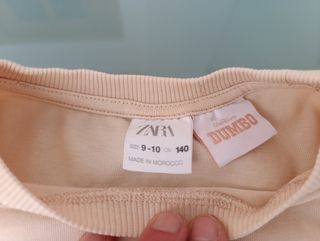 ZARA
SIZE 9-10 CM 140
MADE IN MOROCCO
DUMBO